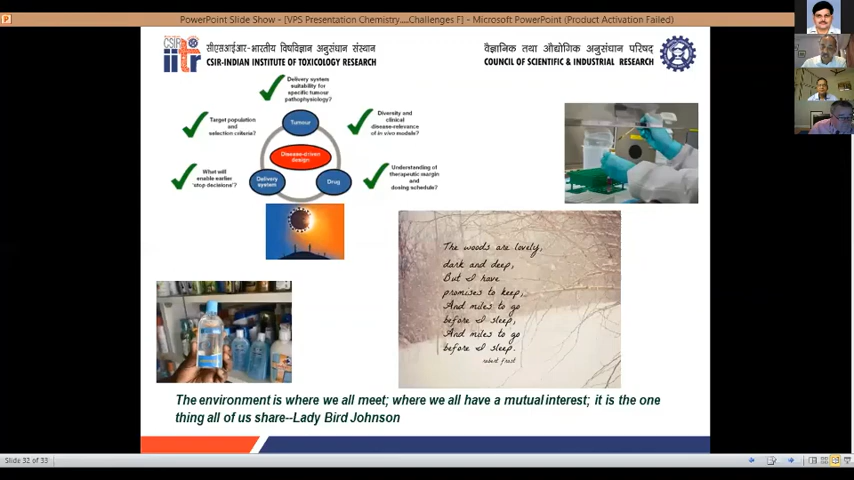 PowerPoint Slide Show - [VPS Presentation Chemistry....Challenges F] - Microsoft PowerPoint (Product Activation Failed)
CSIR
iitr
सीएसआईआर-भारतीय विषविज्ञान अनुसंधान संस्थान
CSIR-INDIAN INSTITUTE OF TOXICOLOGY RESEARCH
वैज्ञानिक तथा औद्योगिक अनुसंधान परिषद
COUNCIL OF SCIENTIFIC & INDUSTRIAL RESEARCH
Delivery system
suitability for
specific tumour
pathophysiology?
Target population
and
selection criteria?
Tumour
Diversity and
clinical
disease-relevance
of in vivo models?
Disease-driven
design
What will
enable earlier
'stop decisions'?
Delivery
system
Drug
Understanding of
therapeutic margin
and
dosing schedule?
The woods are lovely,
dark and deep,
But I have
promises to keep,
And miles to go
before I sleep,
And miles to go
before I sleep.
robert frost
The environment is where we all meet; where we all have a mutual interest; it is the one
thing all of us share--Lady Bird Johnson
Slide 32 of 33